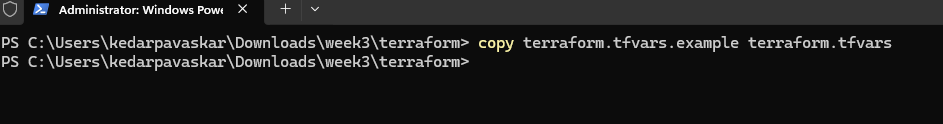 Administrator: Windows Powe
PS C:\Users\kedarpavaskar\Downloads\week3\terraform> copy terraform.tfvars.example terraform.tfvars
PS C:\Users\kedarpavaskar\Downloads\week3\terraform>